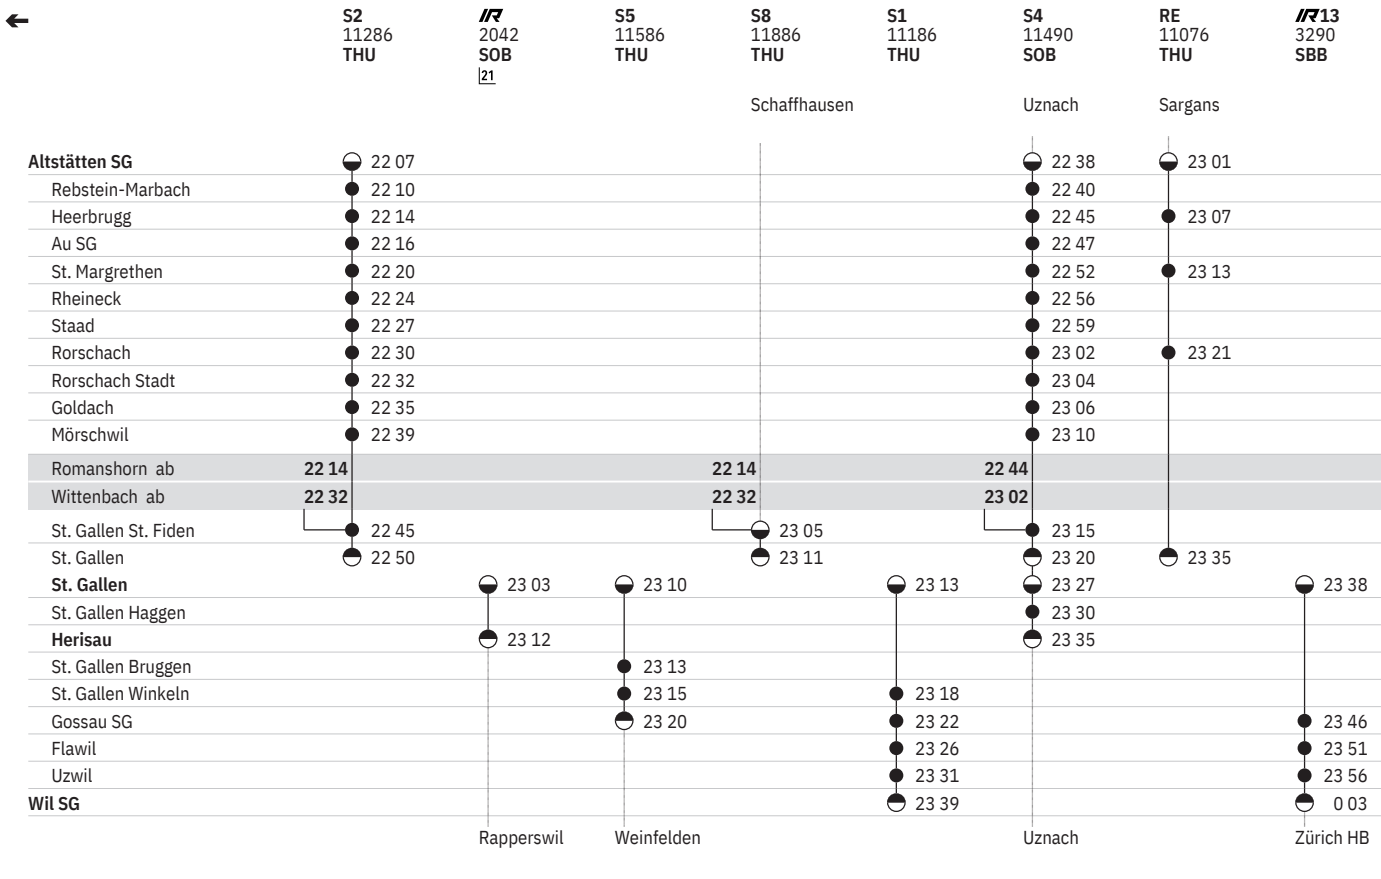 S2 IR S5 S8 S1 S4 RE IR13
11286 2042 11586 11886 11186 11490 11076 3290
THU SOB THU THU THU SOB THU SBB
21
Schaffhausen Uznach Sargans
Altstätten SG 22 07 22 38 23 01
Rebstein-Marbach 22 10 22 40
Heerbrugg 22 14 22 45 23 07
Au SG 22 16 22 47
St. Margrethen 22 20 22 52 23 13
Rheineck 22 24 22 56
Staad 22 27 22 59
Rorschach 22 30 23 02 23 21
Rorschach Stadt 22 32 23 04
Goldach 22 35 23 06
Mörschwil 22 39 23 10
Romanshorn ab 22 14 22 14 22 44
Wittenbach ab 22 32 22 32 23 02
St. Gallen St. Fiden 22 45 23 05 23 15
St. Gallen 22 50 23 11 23 20 23 35
St. Gallen 23 03 23 10 23 13 23 27 23 38
St. Gallen Haggen 23 30
Herisau 23 12 23 35
St. Gallen Bruggen 23 13
St. Gallen Winkeln 23 15 23 18
Gossau SG 23 20 23 22 23 46
Flawil 23 26 23 51
Uzwil 23 31 23 56
Wil SG 23 39 0 03
Rapperswil Weinfelden Uznach Zürich HB